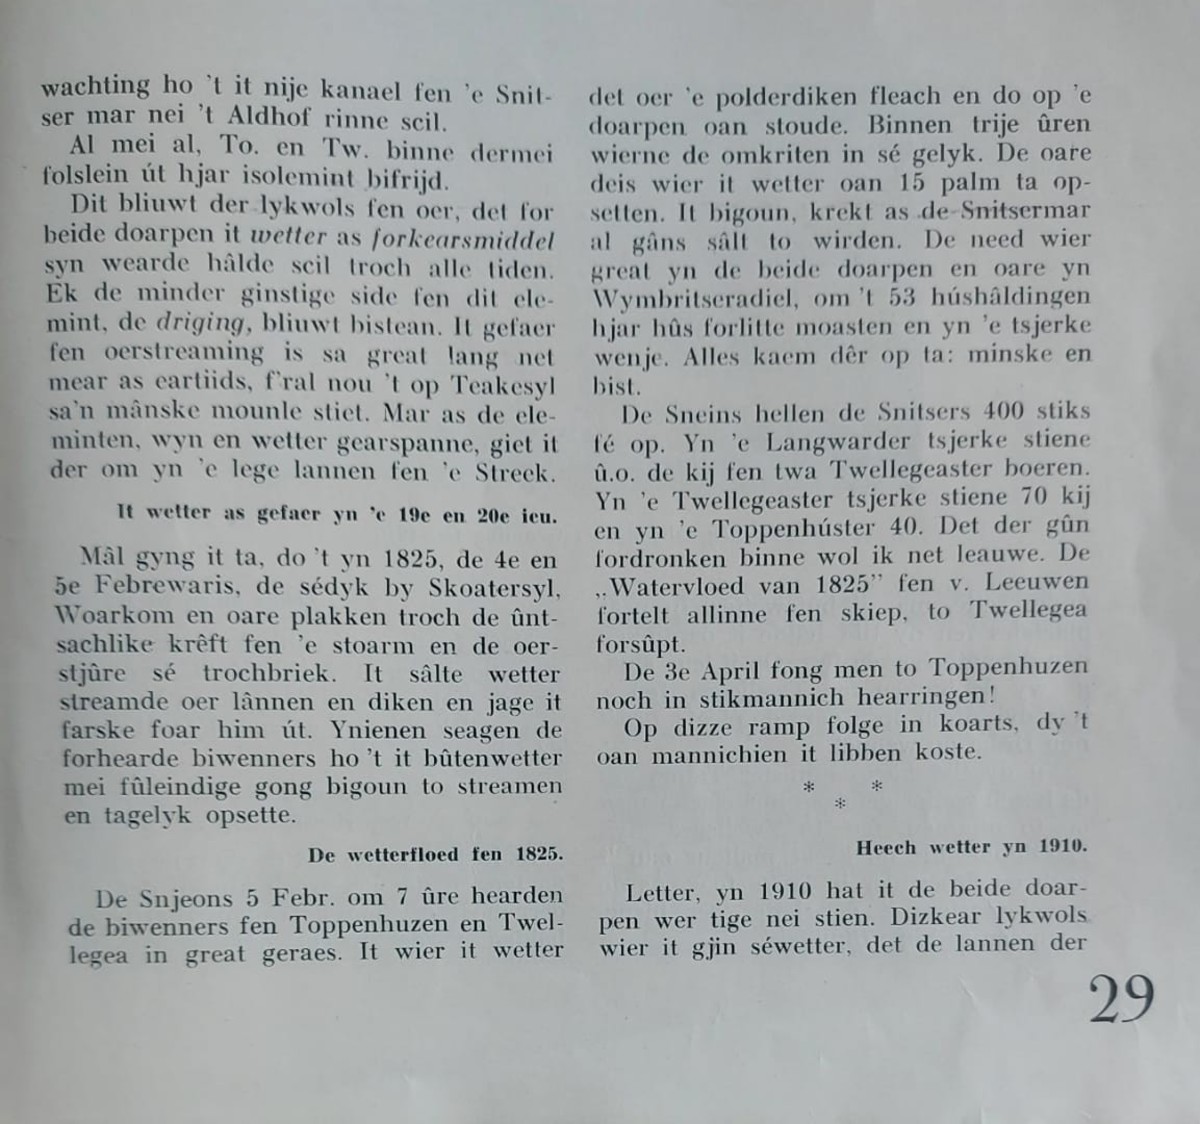 wachting ho 't it nije kanael fen 'e Snit-
ser mar nei 't Aldhof rinne scil.
Al mei al, To. en Tw. binne dermei
folslein út hjar isolemint bifrijd.
Dit bliuwt der lykwols fen oer, det for
beide doarpen it wetter as forkearsmiddel
syn wearde hâlde scil troch alle tiden.
Ek de minder ginstige side fen dit ele-
mint, de driging, bliuwt bistean. It gefaer
fen oerstreaming is sa great lang net
mear as eartiids, f'ral nou 't op Teakesyl
sa'n mânske mounle stiet. Mar as de ele-
minten, wyn en wetter gearspanne, giet it
der om yn 'e lege lannen fen 'e Streek.
It wetter as gefaer yn 'e 19e en 20e ieu.
Mâl gyng it ta, do 't yn 1825, de 4e en
5e Febrewaris, de sédyk by Skoatersyl,
Woarkom en oare plakken troch de ûnt-
sachlike krêft fen 'e stoarm en de oer-
stjûre sé trochbriek. It sâlte wetter
streamde oer lânnen en diken en jage it
farske foar him út. Ynienen seagen de
forhearde biwenners ho 't it bûtenwetter
mei fûleindige gong bigoun to streamen
en tagelyk opsette.
De wetterfloed fen 1825.
De Snjeons 5 Febr. om 7 ûre hearden
de biwenners fen Toppenhuzen en Twel-
legea in great geraes. It wier it wetter
det oer 'e polderdiken fleach en do op 'e
doarpen oan stoude. Binnen trije ûren
wierne de omkriten in sé gelyk. De oare
deis wier it wetter oan 15 palm ta op-
setten. It bigoun, krekt as de Snitsermar
al gâns sâlt to wirden. De need wier
great yn de beide doarpen en oare yn
Wymbritseradiel, om 't 53 húshâldingen
hjar hûs forlitte moasten en yn 'e tsjerke
wenje. Alles kaem dêr op ta: minske en
bist.
De Sneins hellen de Snitsers 400 stiks
fé op. Yn 'e Langwarder tsjerke stiene
û.o. de kij fen twa Twellegeaster boeren.
Yn 'e Twellegeaster tsjerke stiene 70 kij
en yn 'e Toppenhúster 40. Det der gûn
fordronken binne wol ik net leauwe. De
„Watervloed van 1825” fen v. Leeuwen
fortelt allinne fen skiep, to Twellegea
forsûpt.
De 3e April fong men to Toppenhuzen
noch in stikmannich hearringen!
Op dizze ramp folge in koarts, dy 't
oan mannichien it libben koste.
* *
*
Heech wetter yn 1910.
Letter, yn 1910 hat it de beide doar-
pen wer tige nei stien. Dizkear lykwols
wier it gjin séwetter, det de lannen der
29